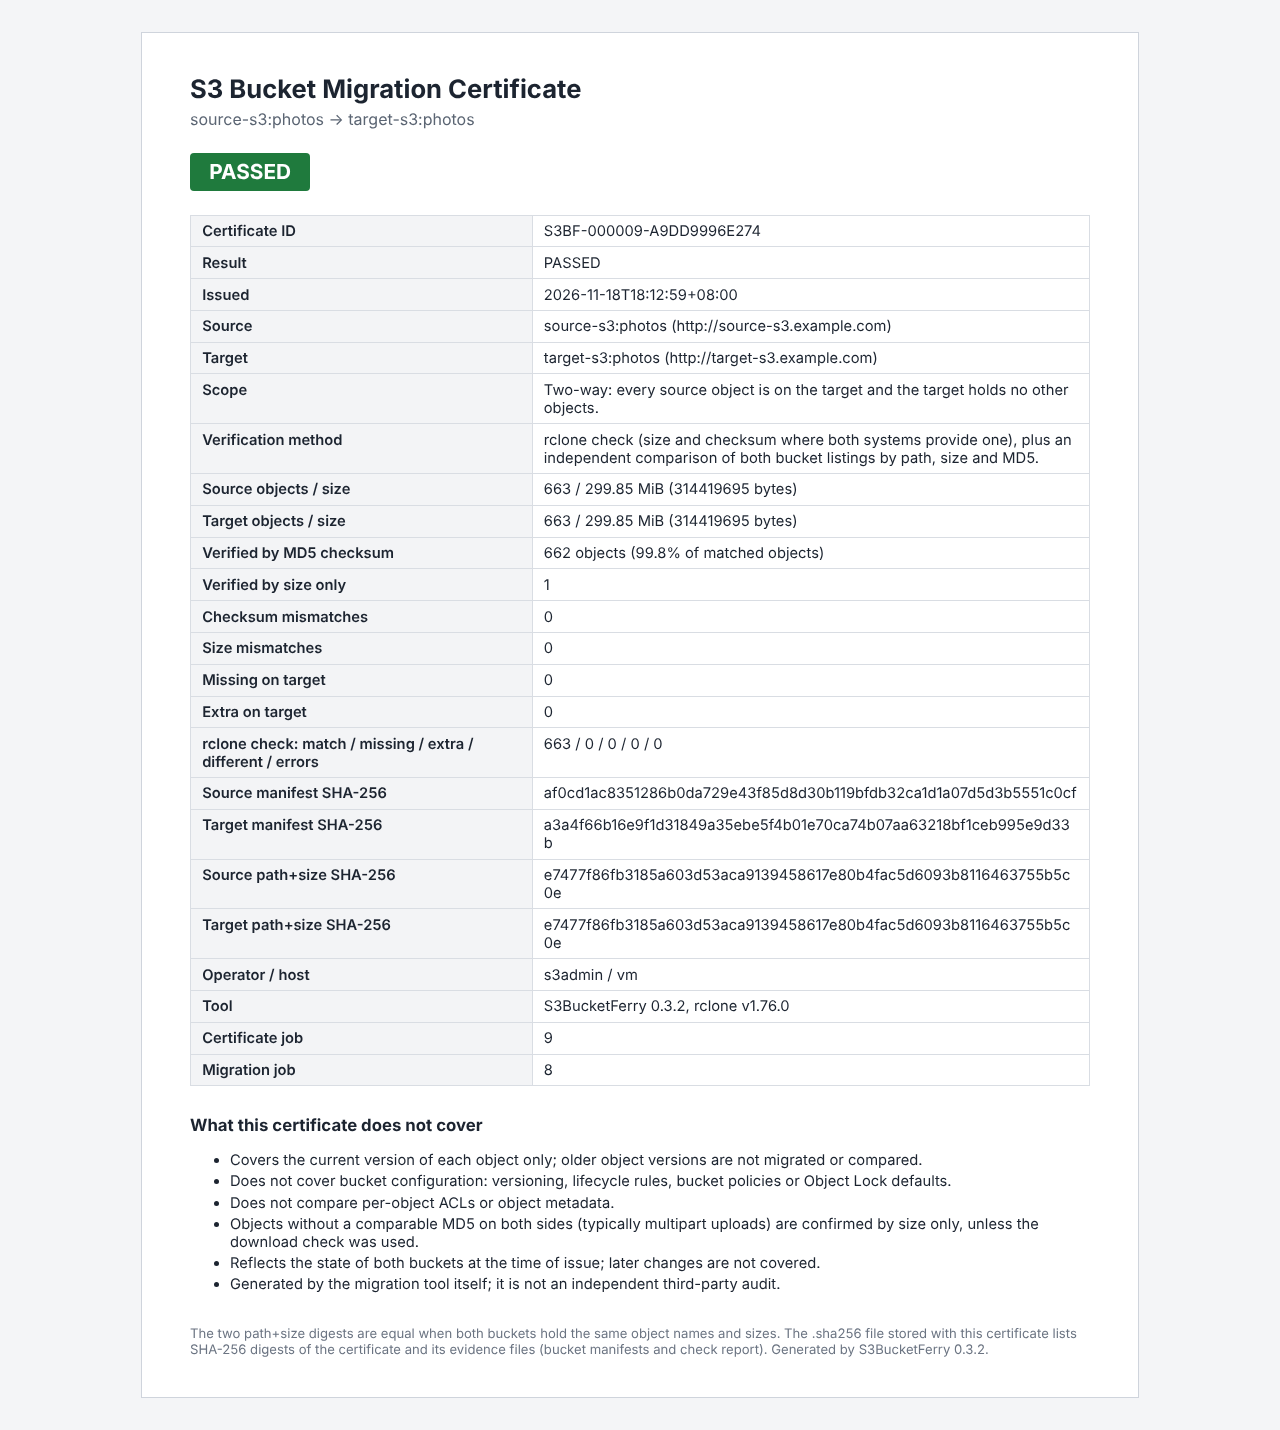 S3 Bucket Migration Certificate
source-s3:photos → target-s3:photos
PASSED
Certificate ID S3BF-000009-A9DD9996E274
Result PASSED
Issued 2026-11-18T18:12:59+08:00
Source source-s3:photos (http://source-s3.example.com)
Target target-s3:photos (http://target-s3.example.com)
Scope Two-way: every source object is on the target and the target holds no other
objects.
Verification method rclone check (size and checksum where both systems provide one), plus an
independent comparison of both bucket listings by path, size and MD5.
Source objects / size 663 / 299.85 MiB (314419695 bytes)
Target objects / size 663 / 299.85 MiB (314419695 bytes)
Verified by MD5 checksum 662 objects (99.8% of matched objects)
Verified by size only 1
Checksum mismatches 0
Size mismatches 0
Missing on target 0
Extra on target 0
rclone check: match / missing / extra / 663 / 0 / 0 / 0 / 0
different / errors
Source manifest SHA-256 af0cd1ac8351286b0da729e43f85d8d30b119bfdb32ca1d1a07d5d3b5551c0cf
Target manifest SHA-256 a3a4f66b16e9f1d31849a35ebe5f4b01e70ca74b07aa63218bf1ceb995e9d33
b
Source path+size SHA-256 e7477f86fb3185a603d53aca9139458617e80b4fac5d6093b8116463755b5c
0e
Target path+size SHA-256 e7477f86fb3185a603d53aca9139458617e80b4fac5d6093b8116463755b5c
0e
Operator / host s3admin / vm
Tool S3BucketFerry 0.3.2, rclone v1.76.0
Certificate job 9
Migration job 8
What this certificate does not cover
• Covers the current version of each object only; older object versions are not migrated or compared.
• Does not cover bucket configuration: versioning, lifecycle rules, bucket policies or Object Lock defaults.
• Does not compare per-object ACLs or object metadata.
• Objects without a comparable MD5 on both sides (typically multipart uploads) are confirmed by size only, unless the
download check was used.
• Reflects the state of both buckets at the time of issue; later changes are not covered.
• Generated by the migration tool itself; it is not an independent third-party audit.
The two path+size digests are equal when both buckets hold the same object names and sizes. The .sha256 file stored with this certificate lists
SHA-256 digests of the certificate and its evidence files (bucket manifests and check report). Generated by S3BucketFerry 0.3.2.